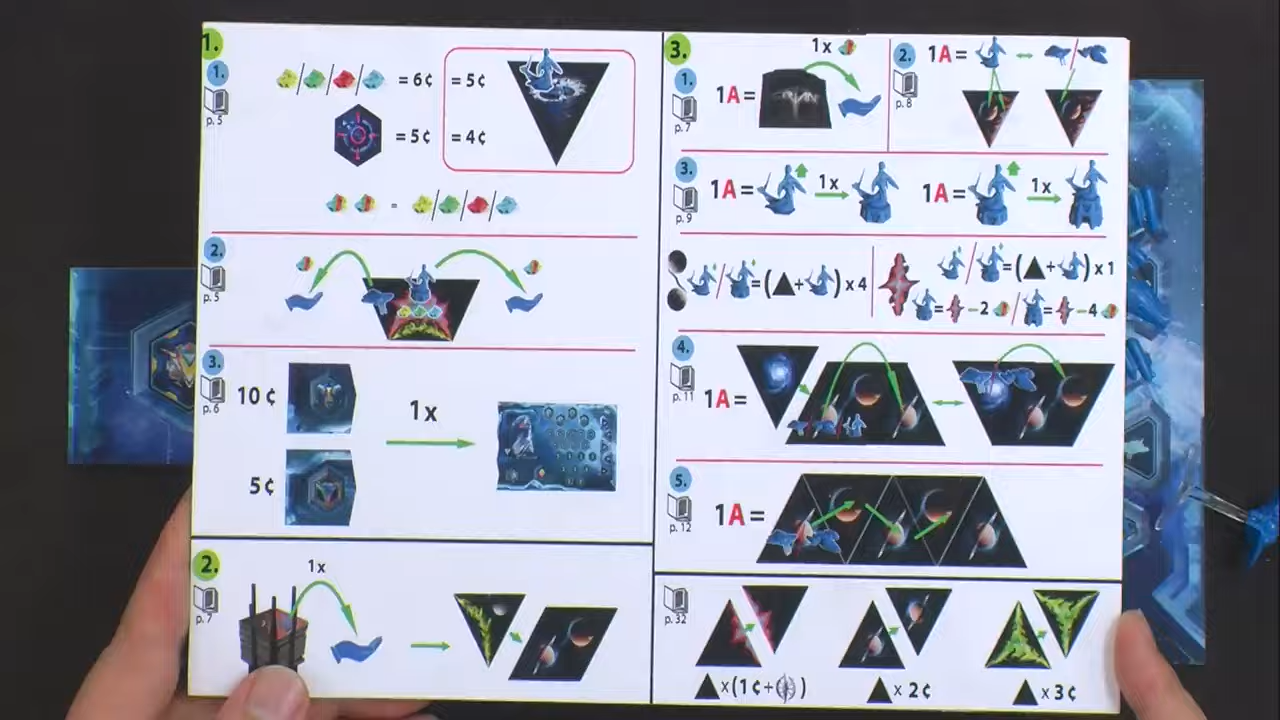 1.
1.
p.5
= 6¢
= 5¢
= 5¢
= 4¢
=
2.
p.5
3.
p.6
10 ¢
5 ¢
1x
2.
p.7
1x
3.
1.
p.7
1A=
1x
2.
p.8
1A =
3.
p.9
1A=
1x
1A=
1x
/ = ( + ) x 4
/ = ( + ) x 1
= - 2 / = - 4
4.
p.11
1A=
5.
p.12
1A=
p.32
x (1¢+ )
x 2¢
x 3¢